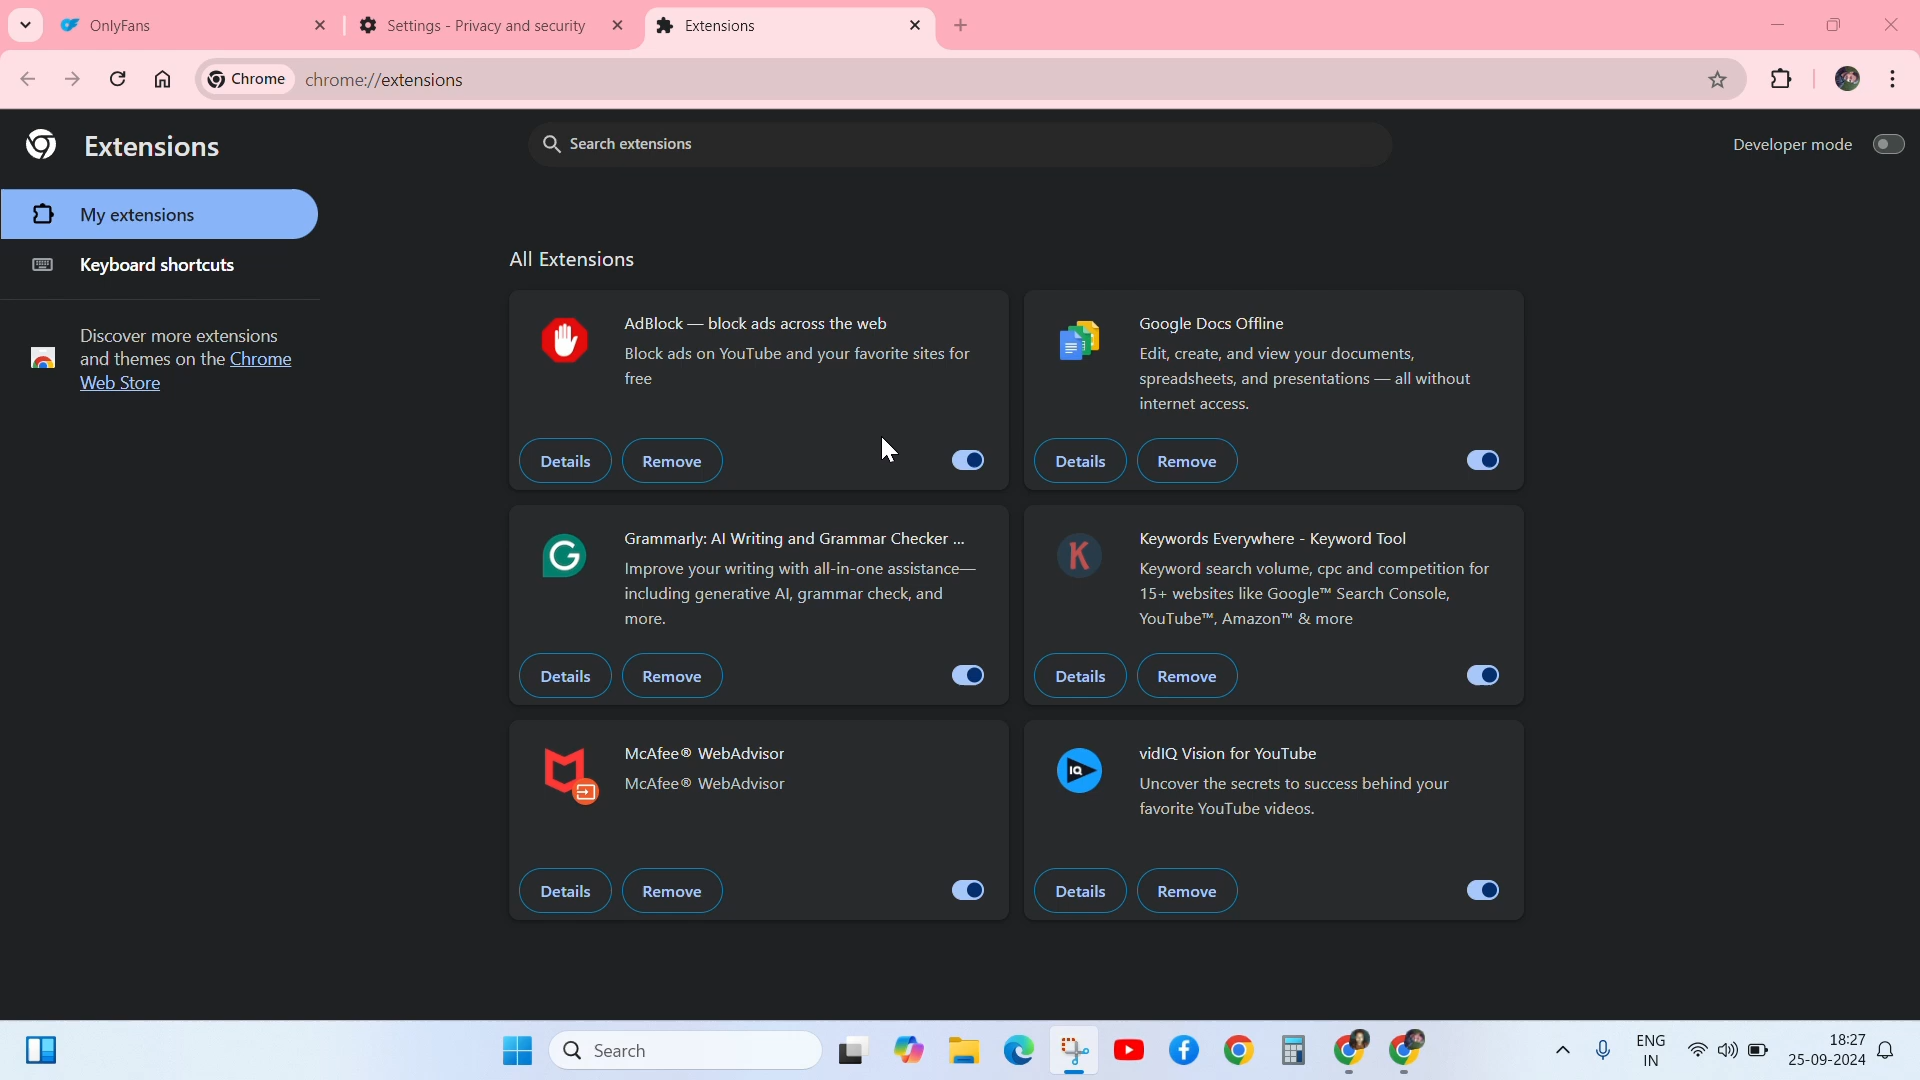 OnlyFans
Settings - Privacy and security
Extensions
Chrome
chrome://extensions
Extensions
Search extensions
Developer mode
My extensions
Keyboard shortcuts
Discover more extensions
and themes on the Chrome
Web Store
All Extensions
AdBlock — block ads across the web
Block ads on YouTube and your favorite sites for
free
Details
Remove
Google Docs Offline
Edit, create, and view your documents,
spreadsheets, and presentations — all without
internet access.
Details
Remove
G
Grammarly: AI Writing and Grammar Checker ...
Improve your writing with all-in-one assistance—
including generative AI, grammar check, and
more.
Details
Remove
K
Keywords Everywhere - Keyword Tool
Keyword search volume, cpc and competition for
15+ websites like Google™ Search Console,
YouTube™, Amazon™ & more
Details
Remove
McAfee® WebAdvisor
McAfee® WebAdvisor
Details
Remove
IQ
vidIQ Vision for YouTube
Uncover the secrets to success behind your
favorite YouTube videos.
Details
Remove
Search
ENG
IN
18:27
25-09-2024